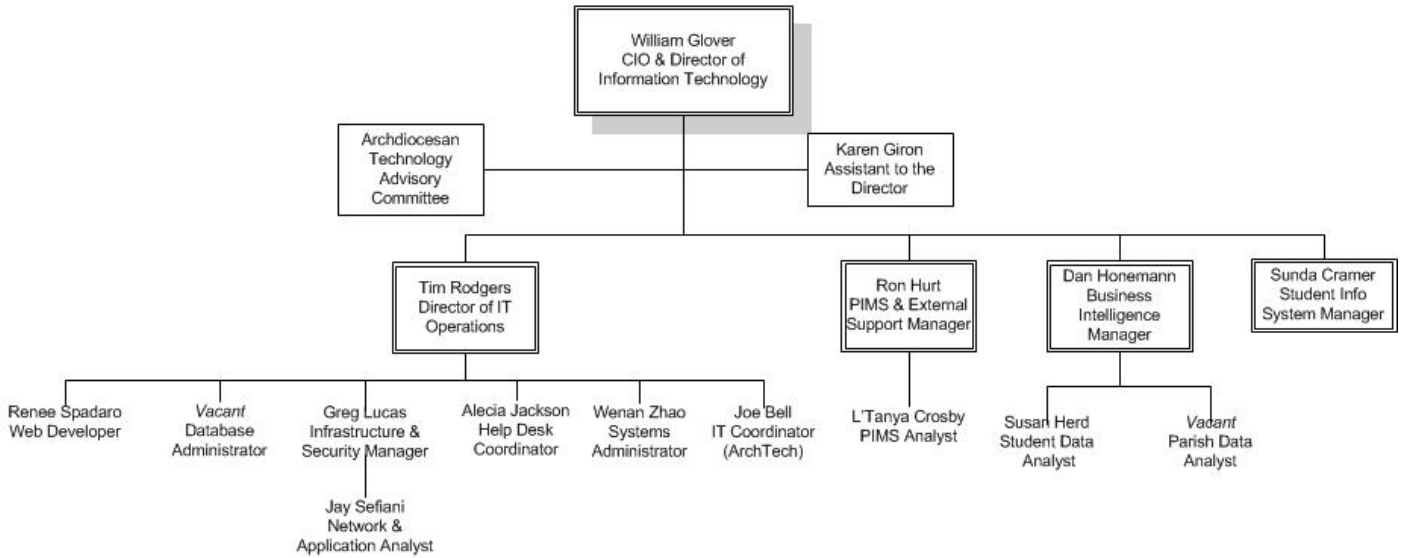 William Glover
CIO & Director of
Information Technology
Archdiocesan
Technology
Advisory
Committee
Karen Giron
Assistant to the
Director
Tim Rodgers
Director of IT
Operations
Ron Hurt
PIMS & External
Support Manager
Dan Honemann
Business
Intelligence
Manager
Sunda Cramer
Student Info
System Manager
Renee Spadaro
Web Developer
Vacant
Database
Administrator
Greg Lucas
Infrastructure &
Security Manager
Alecia Jackson
Help Desk
Coordinator
Wenan Zhao
Systems
Administrator
Joe Bell
IT Coordinator
(ArchTech)
L'Tanya Crosby
PIMS Analyst
Susan Herd
Student Data
Analyst
Vacant
Parish Data
Analyst
Jay Sefiani
Network &
Application Analyst